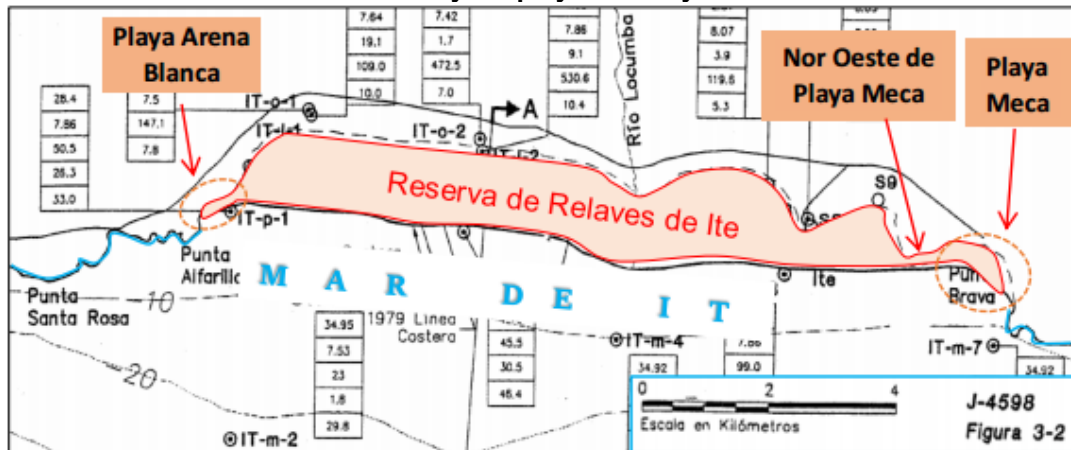 Playa Arena
Blanca
Nor Oeste de
Playa Meca
Playa
Meca
28.4
7.86
50.5
26.3
33.0
7.5
147.1
7.8
7.64
19.1
109.0
10.0
7.42
1.7
472.5
7.0
7.86
9.1
530.6
10.4
8.07
3.9
119.6
5.3
Río Locumba
A
IT-o-1
IT-o-2
S9
Reserva de Relaves de Ite
IT-p-1
Punta
Alfarillo
Punta
Santa Rosa
MAR DE IT
Ite
Brava
-10
-20
1979 Linea
Costera
34.95
7.53
23
1.8
29.8
45.5
30.5
46.4
IT-m-4
34.92
99.0
IT-m-7
34.92
IT-m-2
0 2 4
Escala en Kilómetros
J-4598
Figura 3-2